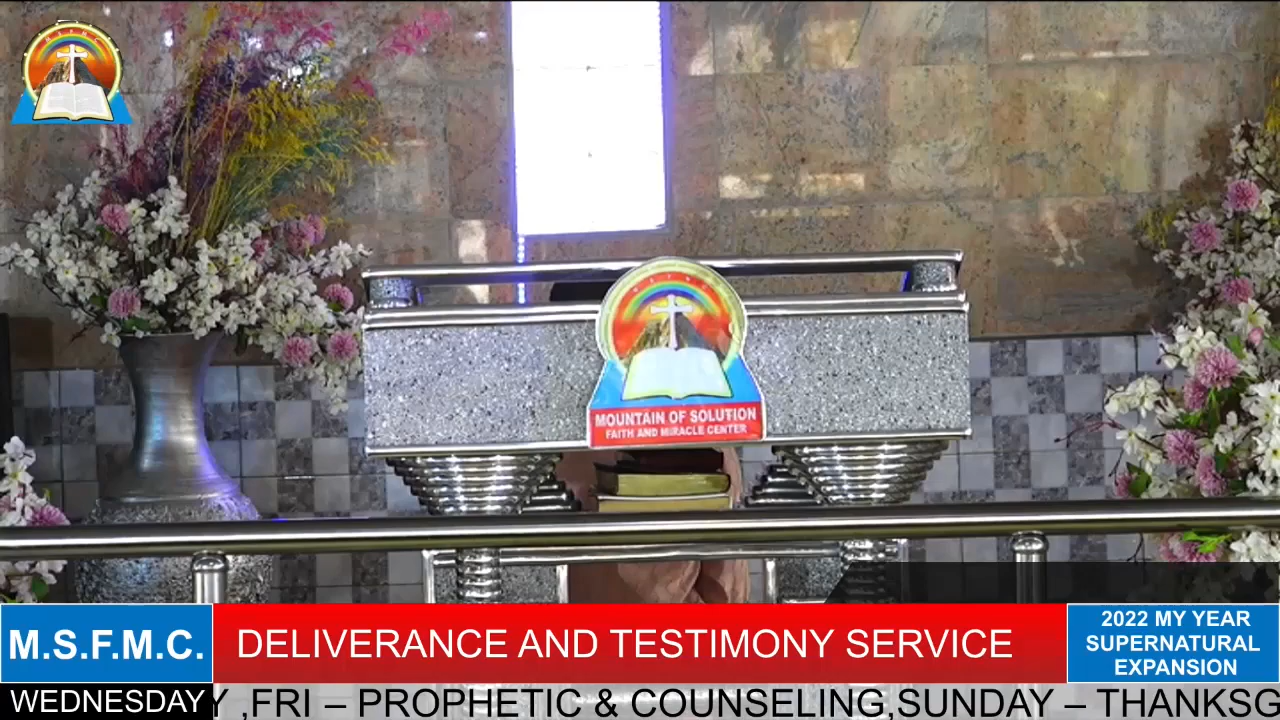 MOUNTAIN OF SOLUTION
FAITH AND MIRACLE CENTER
M.S.F.M.C.
DELIVERANCE AND TESTIMONY SERVICE
2022 MY YEAR
SUPERNATURAL
EXPANSION
WEDNESDAY
Y ,FRI – PROPHETIC & COUNSELING,SUNDAY – THANKSG